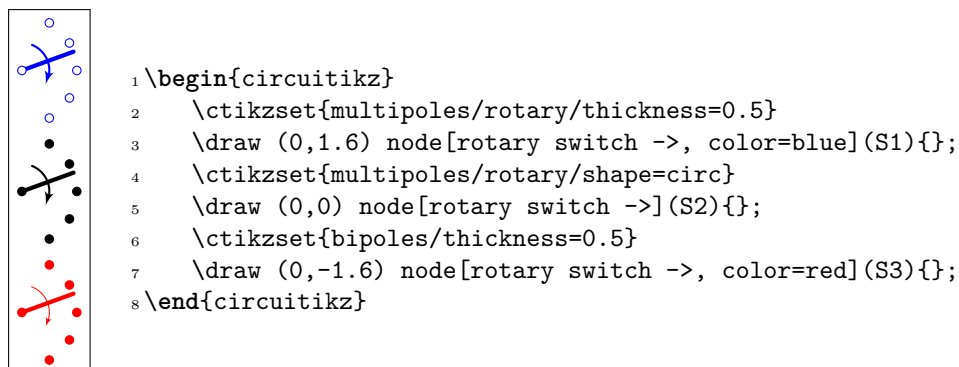 1 \begin{circuitikz}
2     \ctikzset{multipoles/rotary/thickness=0.5}
3     \draw (0,1.6) node[rotary switch ->, color=blue](S1){};
4     \ctikzset{multipoles/rotary/shape=circ}
5     \draw (0,0) node[rotary switch ->](S2){};
6     \ctikzset{bipoles/thickness=0.5}
7     \draw (0,-1.6) node[rotary switch ->, color=red](S3){};
8 \end{circuitikz}